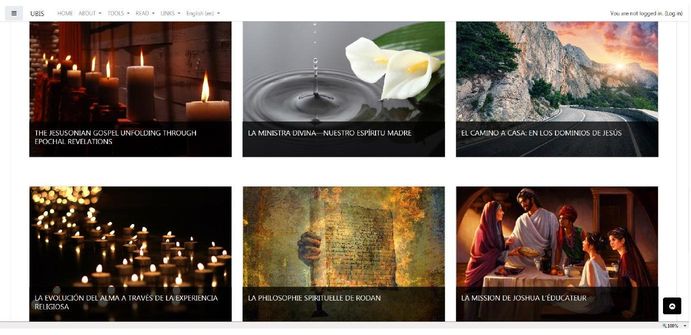 UBIS HOME ABOUT TOOLS READ LINKS English (en) You are not logged in. (Log in)
THE JESUSONIAN GOSPEL UNFOLDING THROUGH
EPOCHAL REVELATIONS
LA MINISTRA DIVINA—NUESTRO ESPÍRITU MADRE
EL CAMINO A CASA: EN LOS DOMINIOS DE JESÚS
LA EVOLUCIÓN DEL ALMA A TRAVÉS DE LA EXPERIENCIA
RELIGIOSA
LA PHILOSOPHIE SPIRITUELLE DE RODAN
LA MISSION DE JOSHUA L'ÉDUCATEUR
100%